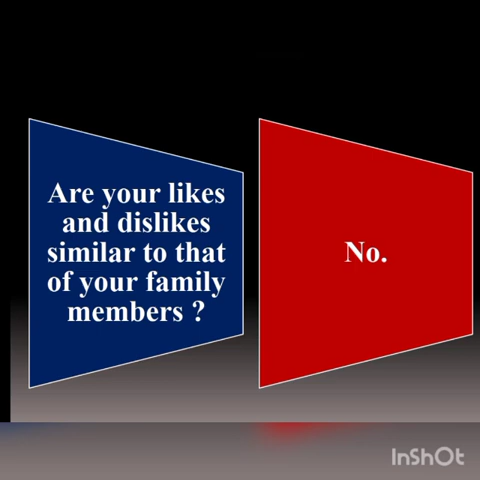 Are your likes
and dislikes
similar to that
of your family
members ?
No.
InShOt